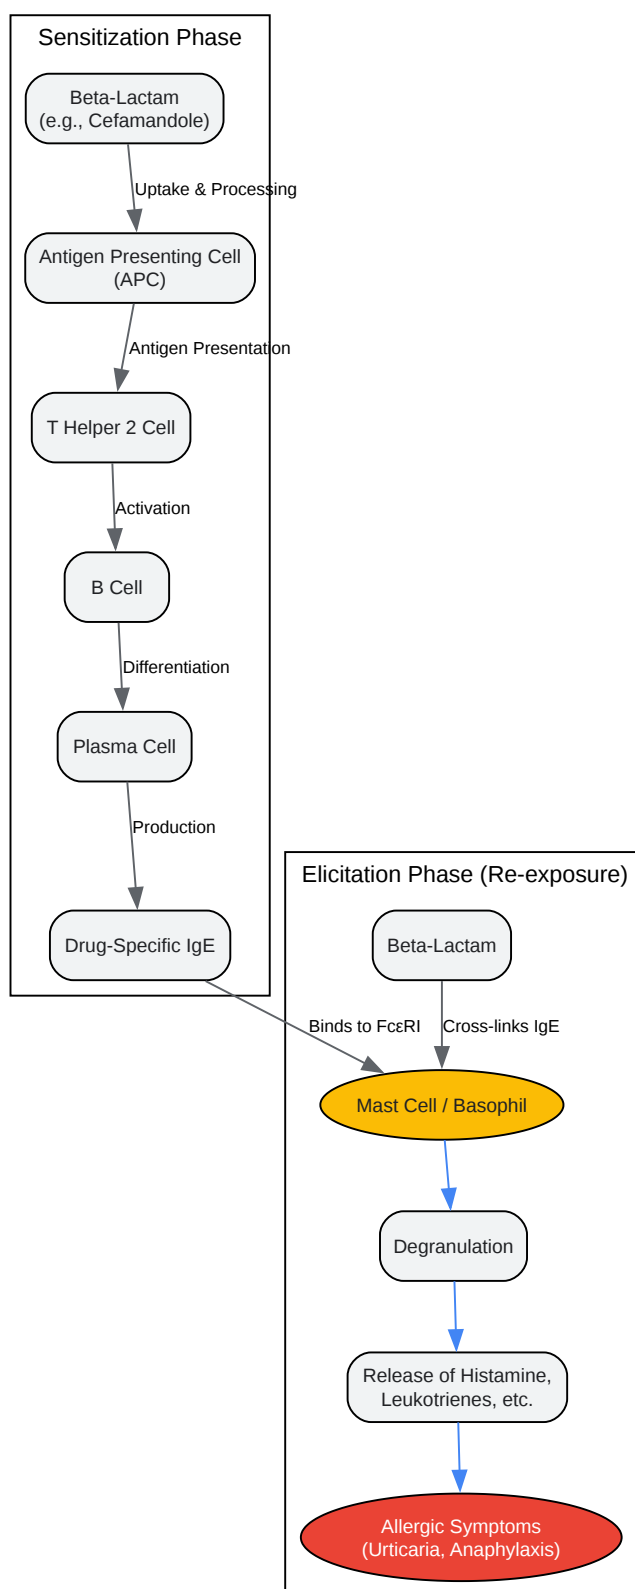 Sensitization Phase
Beta-Lactam
(e.g., Cefamandole)
Uptake & Processing
Antigen Presenting Cell
(APC)
Antigen Presentation
T Helper 2 Cell
Activation
B Cell
Differentiation
Plasma Cell
Production
Drug-Specific IgE
Elicitation Phase (Re-exposure)
Beta-Lactam
Binds to FcεRI
Cross-links IgE
Mast Cell / Basophil
Degranulation
Release of Histamine,
Leukotrienes, etc.
Allergic Symptoms
(Urticaria, Anaphylaxis)